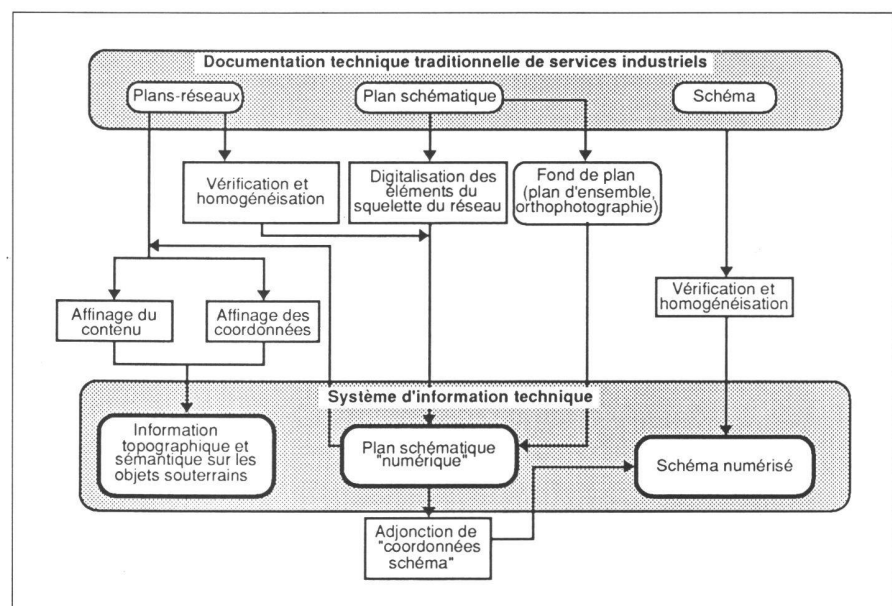 Documentation technique traditionnelle de services industriels
Plans-réseaux
Plan schématique
Schéma
Vérification et
homogénéisation
Digitalisation des
éléments du
squelette du réseau
Fond de plan
(plan d'ensemble,
orthophotographie)
Vérification et
homogénéisation
Affinage du
contenu
Affinage des
coordonnées
Système d'information technique
Information
topographique et
sémantique sur les
objets souterrains
Plan schématique
"numérique"
Schéma numérisé
Adjonction de
"coordonnées
schéma"